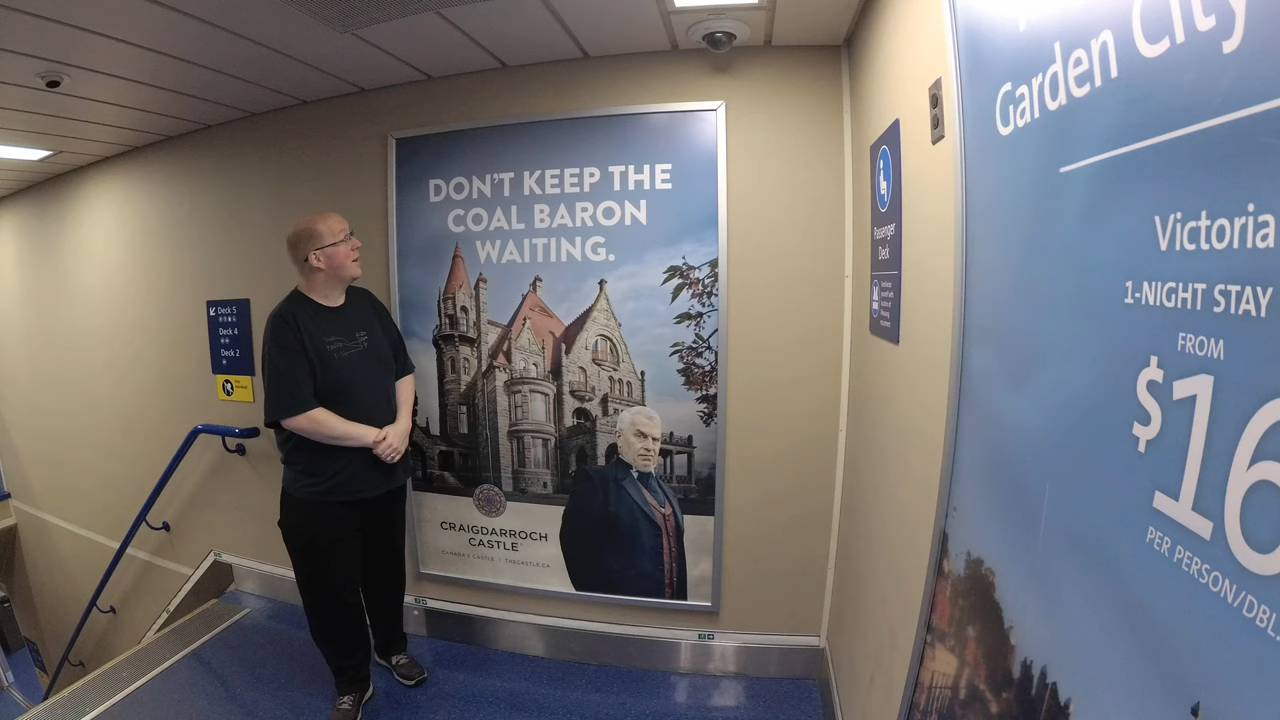 Deck 5
Deck 4
Deck 2
DON'T KEEP THE
COAL BARON
WAITING.
CRAIGDARROCH
CASTLE
CANADA'S CASTLE | THECASTLE.CA
Passenger
Deck
Garden City
Victoria
1-NIGHT STAY
FROM
$16
PER PERSON/DBL